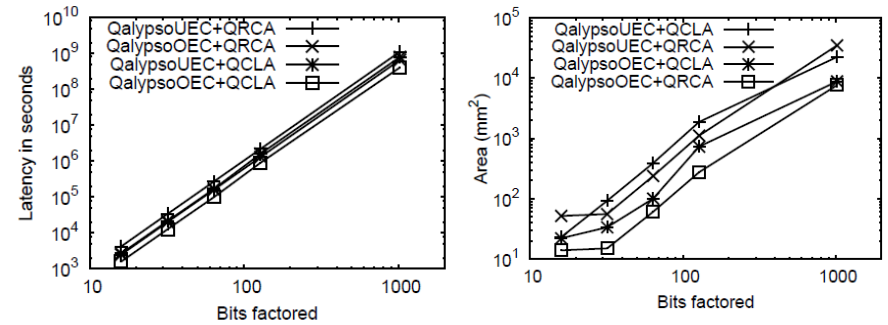 QalypsoUEC+QRCA
QalypsoOEC+QRCA
QalypsoUEC+QCLA
QalypsoOEC+QCLA
Latency in seconds
10^10
10^9
10^8
10^7
10^6
10^5
10^4
10^3
10 100 1000
Bits factored
QalypsoUEC+QCLA
QalypsoUEC+QRCA
QalypsoOEC+QCLA
QalypsoOEC+QRCA
Area (mm²)
10^5
10^4
10^3
10^2
10^1
10 100 1000
Bits factored